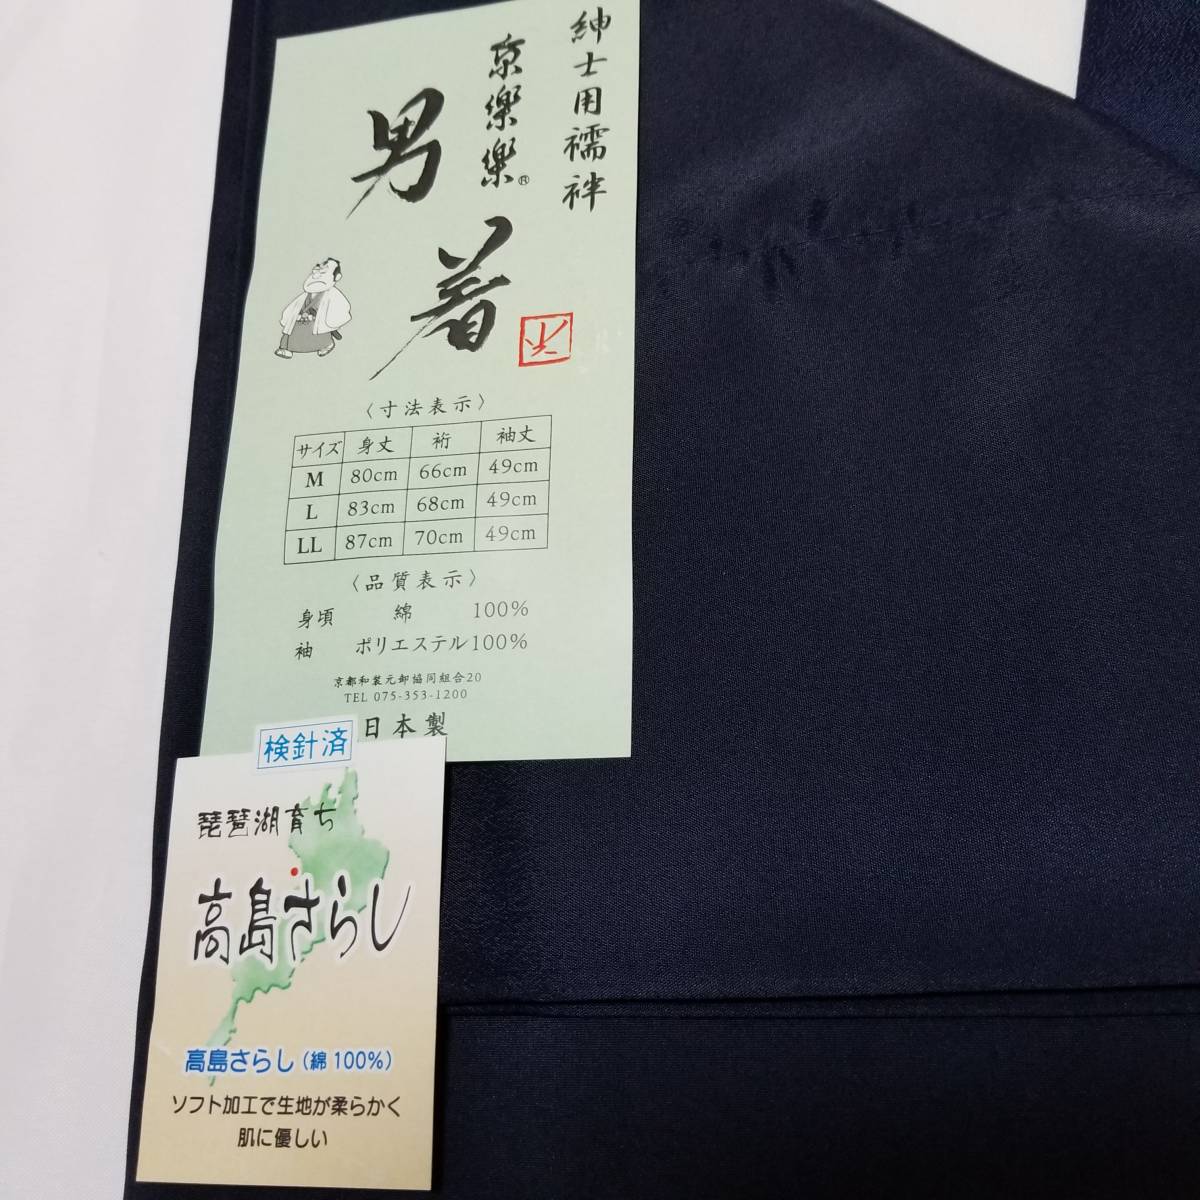 紳士用襦袢
京樂樂®
男着
〈寸法表示〉
サイズ 身丈 裄 袖丈
M 80cm 66cm 49cm
L 83cm 68cm 49cm
LL 87cm 70cm 49cm
〈品質表示〉
身頃 綿 100%
袖 ポリエステル100%
京都和装元卸協同組合20
TEL 075-353-1200
日本製
検針済
琵琶湖育ち
高島さらし
高島さらし(綿100%)
ソフト加工で生地が柔らかく
肌に優しい